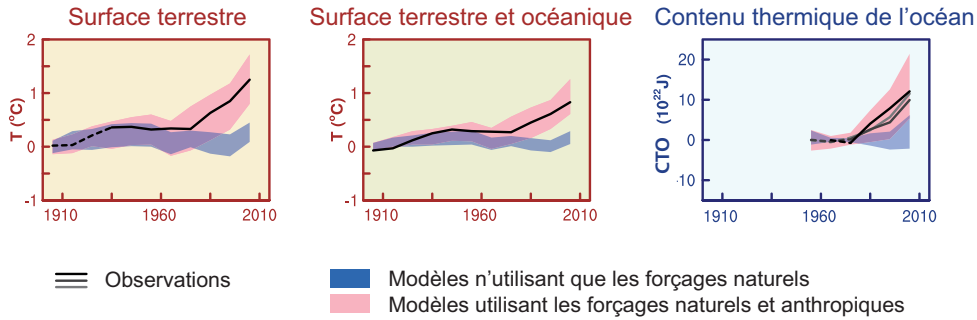 Surface terrestre
Surface terrestre et océanique
Contenu thermique de l'océan
2
1
0
-1
T (°C)
1910
1960
2010
2
1
0
-1
T (°C)
1910
1960
2010
20
10
0
-10
CTO (10²²J)
1910
1960
2010
Observations
Modèles n'utilisant que les forçages naturels
Modèles utilisant les forçages naturels et anthropiques